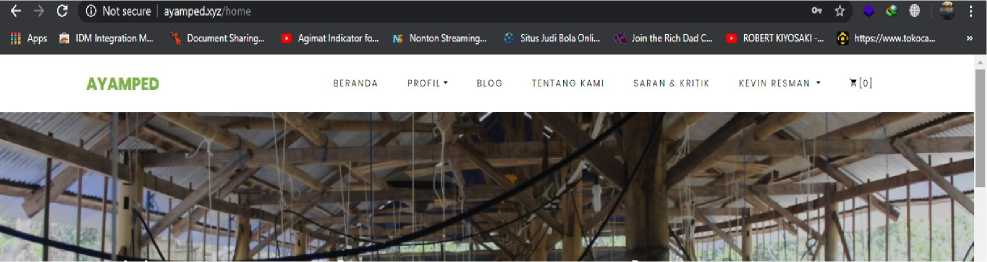 Not secure | ayamped.xyz/home
Apps IDM Integration M... Document Sharing... Agimat Indicator fo... Nonton Streaming... Situs Judi Bola Onli... Join the Rich Dad C... ROBERT KIYOSAKI -... https://www.tokoca... »
AYAMPED BERANDA PROFIL BLOG TENTANG KAMI SARAN & KRITIK KEVIN RESMAN [0]